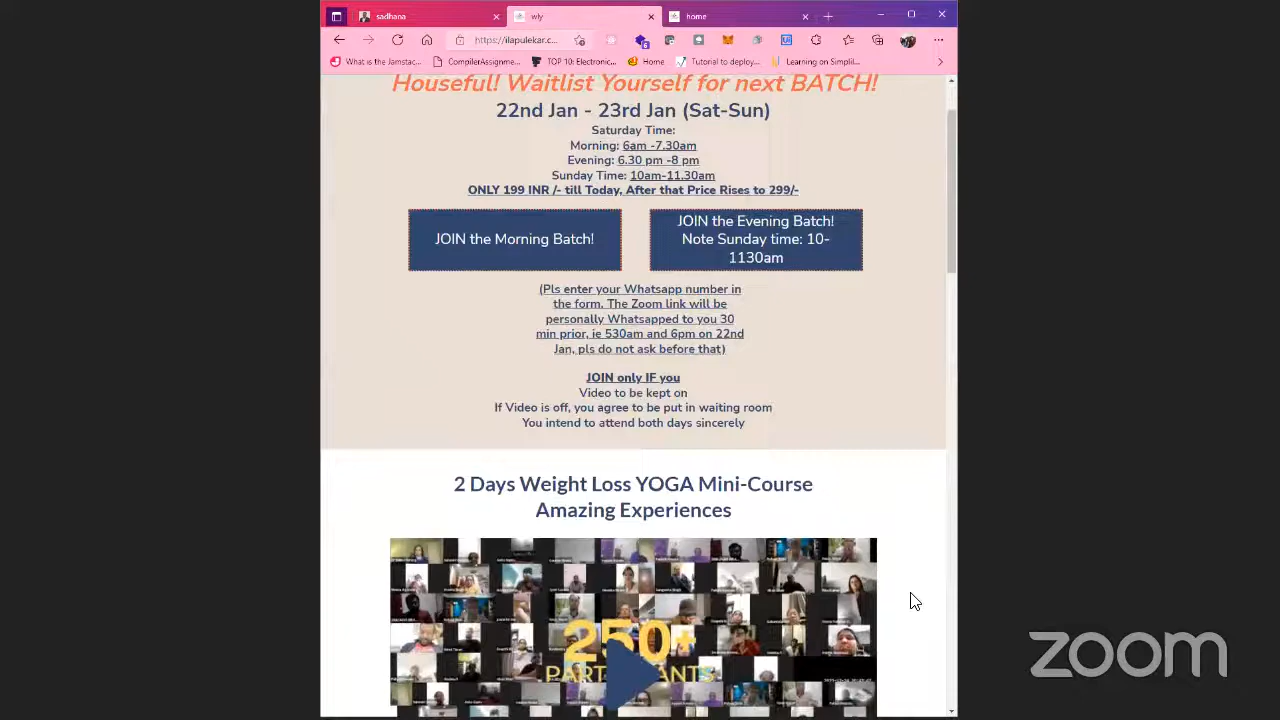 sadhana
wly
home
https://ilapulekar.c...
6
What is the Jamstac...
CompilerAssignme...
TOP 10: Electronic...
Home
Tutorial to deploy...
Learning on Simplil...
Houseful! Waitlist Yourself for next BATCH!
22nd Jan - 23rd Jan (Sat-Sun)
Saturday Time:
Morning: 6am -7.30am
Evening: 6.30 pm -8 pm
Sunday Time: 10am-11.30am
ONLY 199 INR /- till Today, After that Price Rises to 299/-
JOIN the Morning Batch!
JOIN the Evening Batch!
Note Sunday time: 10-
1130am
(Pls enter your Whatsapp number in
the form, The Zoom link will be
personally Whatsapped to you 30
min prior, ie 530am and 6pm on 22nd
Jan, pls do not ask before that)
JOIN only IF you
Video to be kept on
If Video is off, you agree to be put in waiting room
You intend to attend both days sincerely
2 Days Weight Loss YOGA Mini-Course
Amazing Experiences
250+
zoom